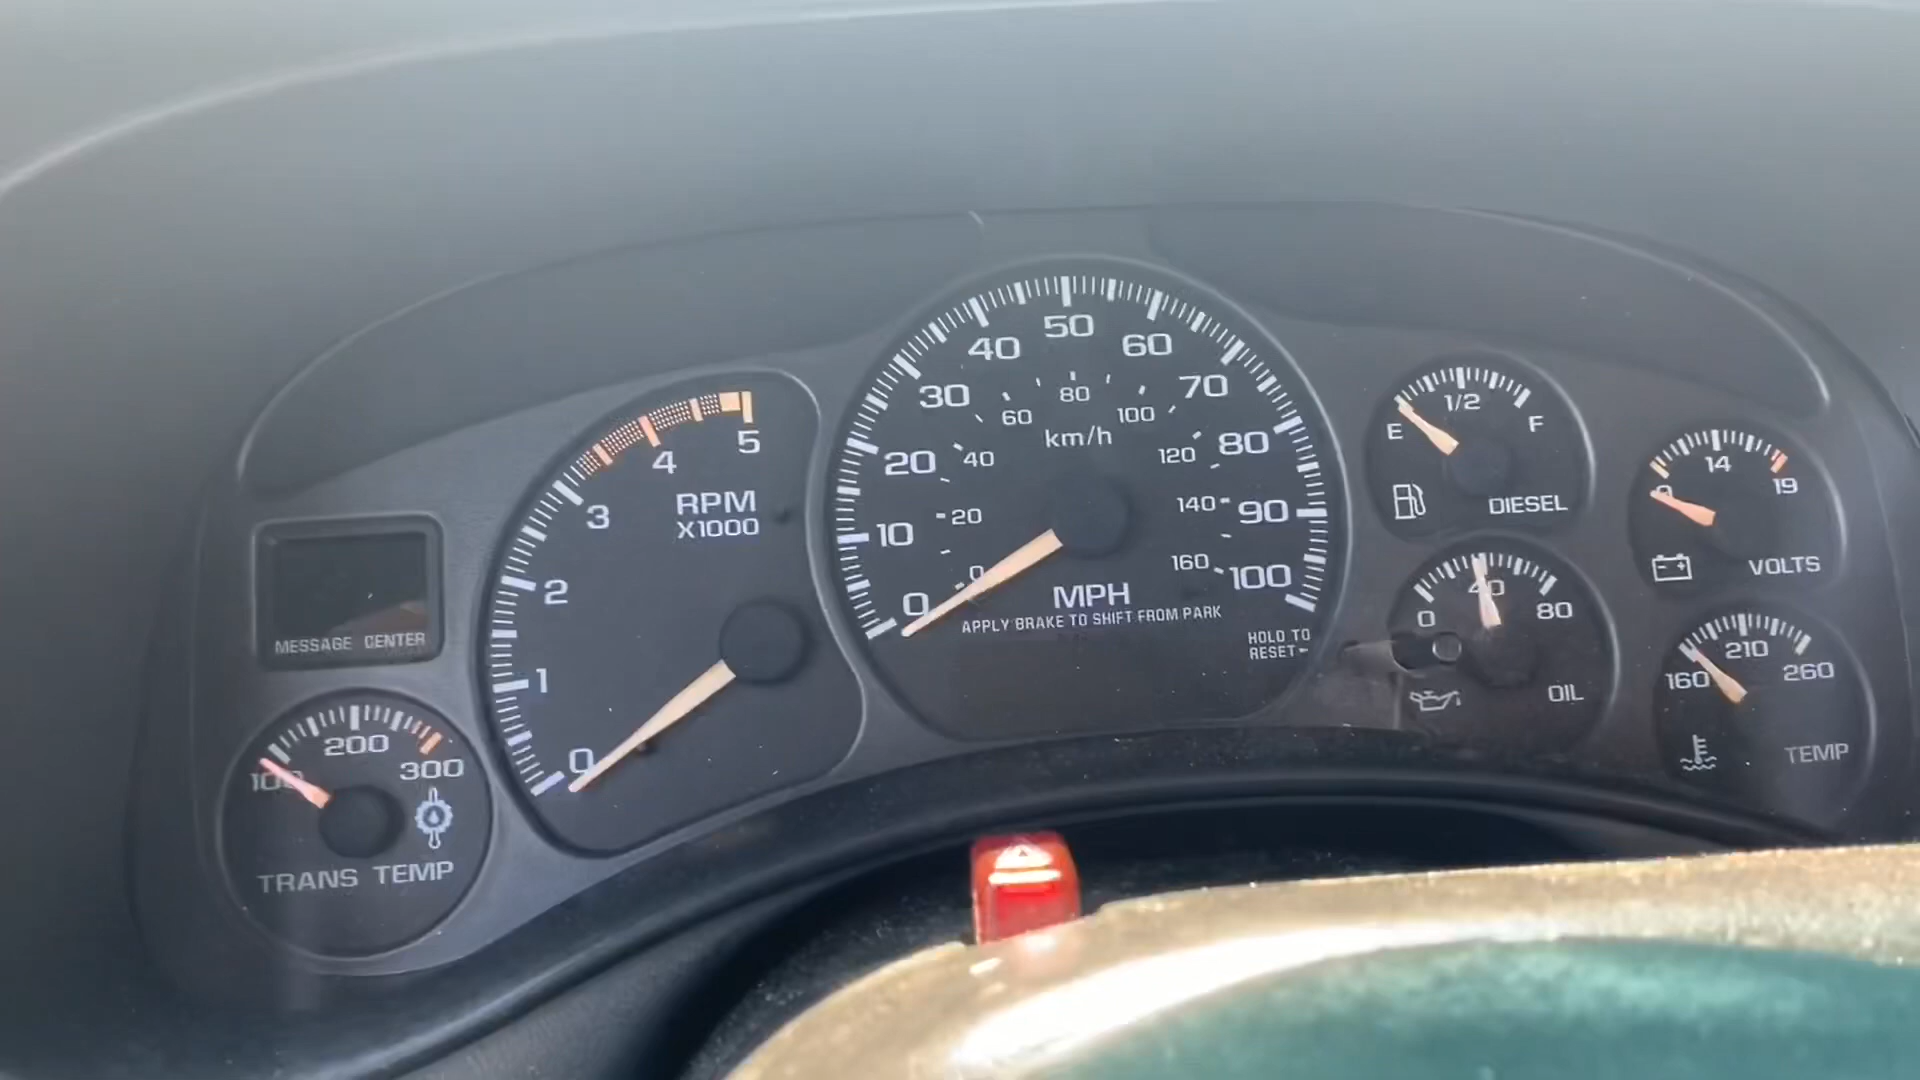 MESSAGE CENTER
100
200
300
TRANS TEMP
0
1
2
3
4
5
RPM
X1000
0
10
20
30
40
50
60
70
80
90
100
0
20
40
60
80
100
120
140
160
km/h
MPH
APPLY BRAKE TO SHIFT FROM PARK
HOLD TO
RESET
E
1/2
F
DIESEL
14
19
VOLTS
0
40
80
OIL
160
210
260
TEMP